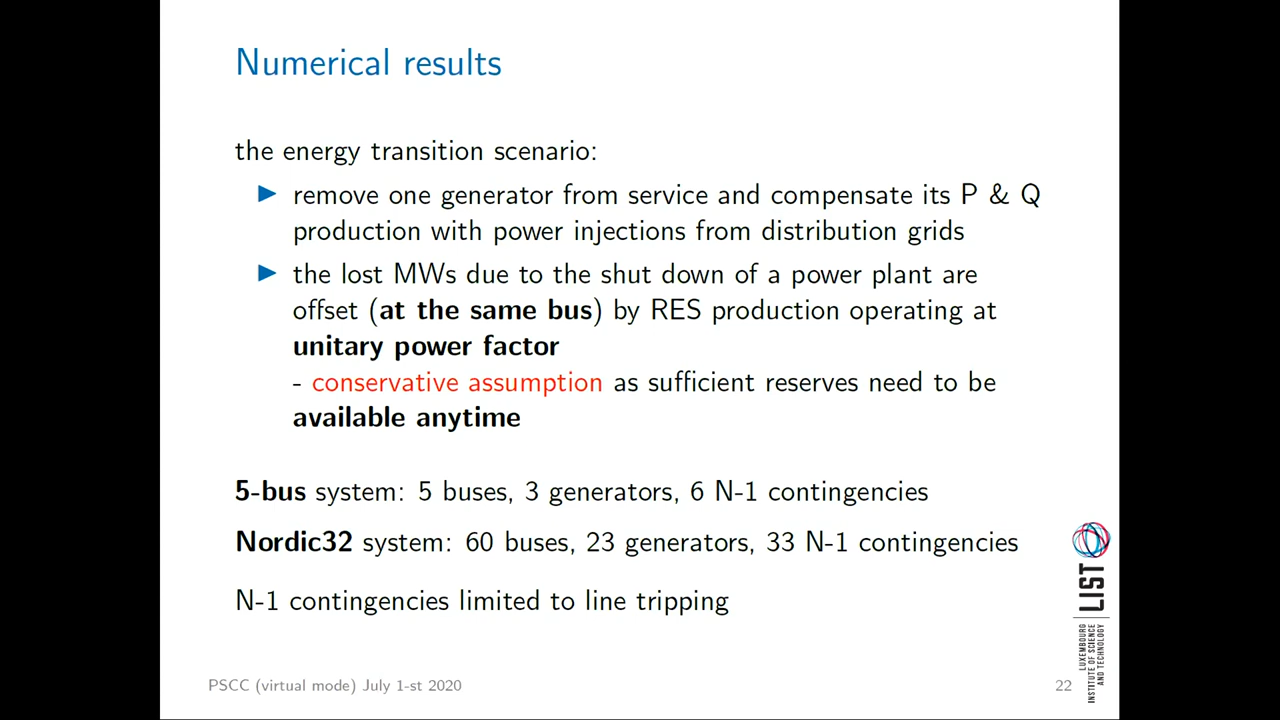 Numerical results
the energy transition scenario:
▶ remove one generator from service and compensate its P & Q
production with power injections from distribution grids
▶ the lost MWs due to the shut down of a power plant are
offset (at the same bus) by RES production operating at
unitary power factor
- conservative assumption as sufficient reserves need to be
available anytime
5-bus system: 5 buses, 3 generators, 6 N-1 contingencies
Nordic32 system: 60 buses, 23 generators, 33 N-1 contingencies
N-1 contingencies limited to line tripping
LIST
LUXEMBOURG
INSTITUTE OF SCIENCE
AND TECHNOLOGY
PSCC (virtual mode) July 1-st 2020
22